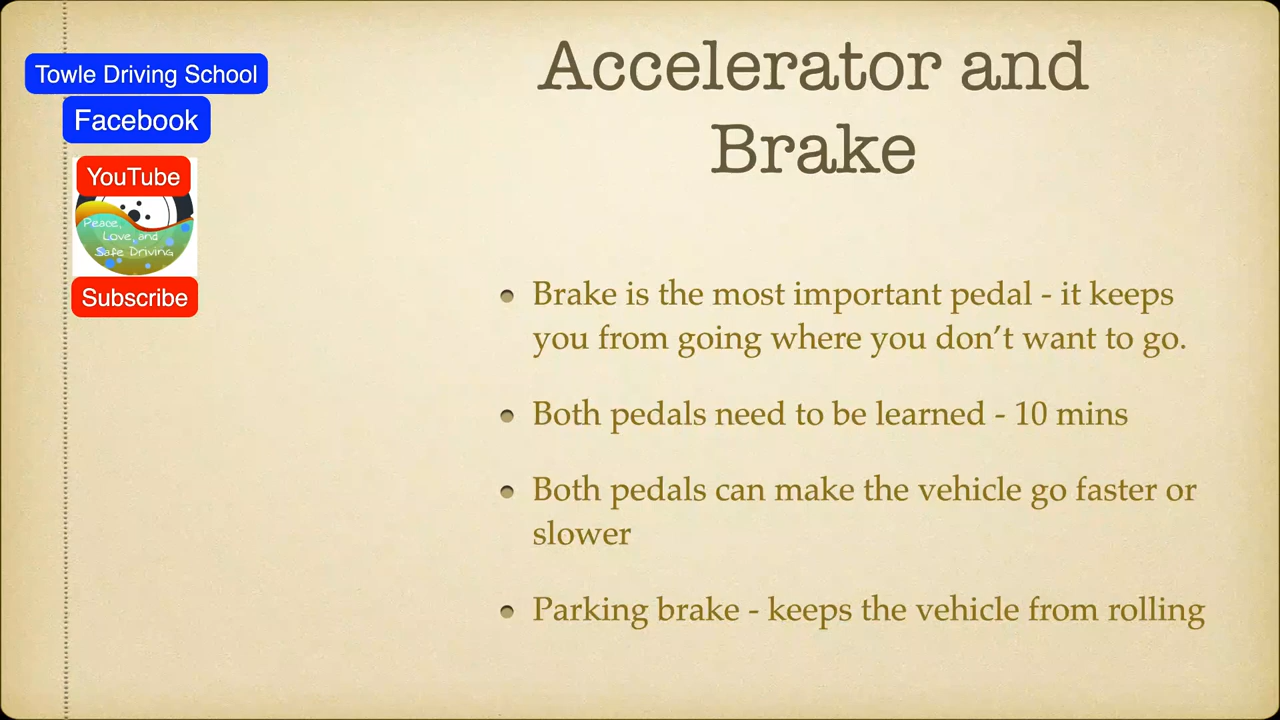 Towle Driving School
Facebook
YouTube
Peace,
Love, and
Safe Driving
Subscribe
Accelerator and
Brake
Brake is the most important pedal - it keeps
you from going where you don’t want to go.
Both pedals need to be learned - 10 mins
Both pedals can make the vehicle go faster or
slower
Parking brake - keeps the vehicle from rolling